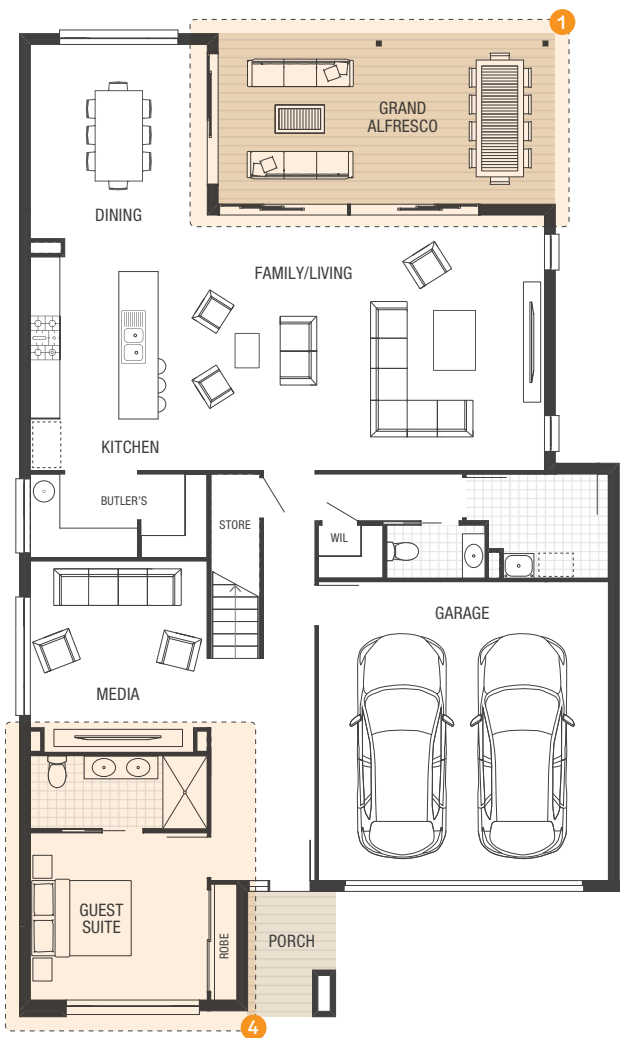 1
GRAND
ALFRESCO
DINING
FAMILY/LIVING
KITCHEN
BUTLER'S
STORE
WIL
GARAGE
MEDIA
GUEST
SUITE
ROBE
PORCH
4